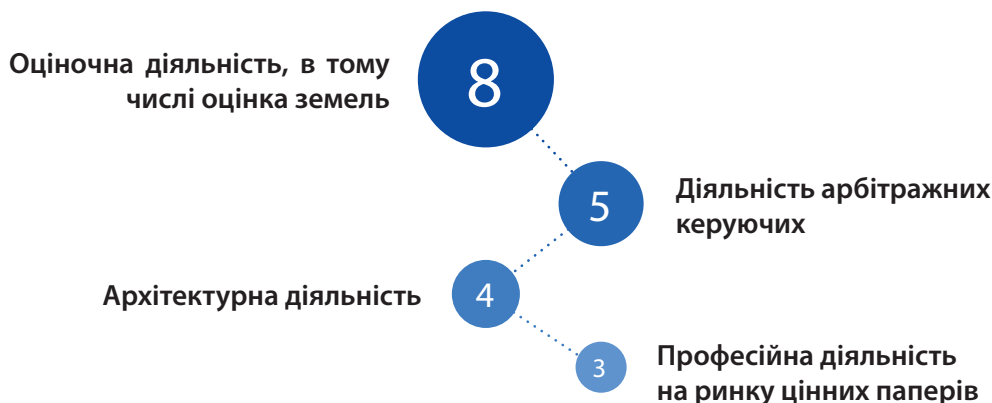 Оціночна діяльність, в тому
числі оцінка земель
8
5
Діяльність арбітражних
керуючих
Архітектурна діяльність
4
3
Професійна діяльність
на ринку цінних паперів